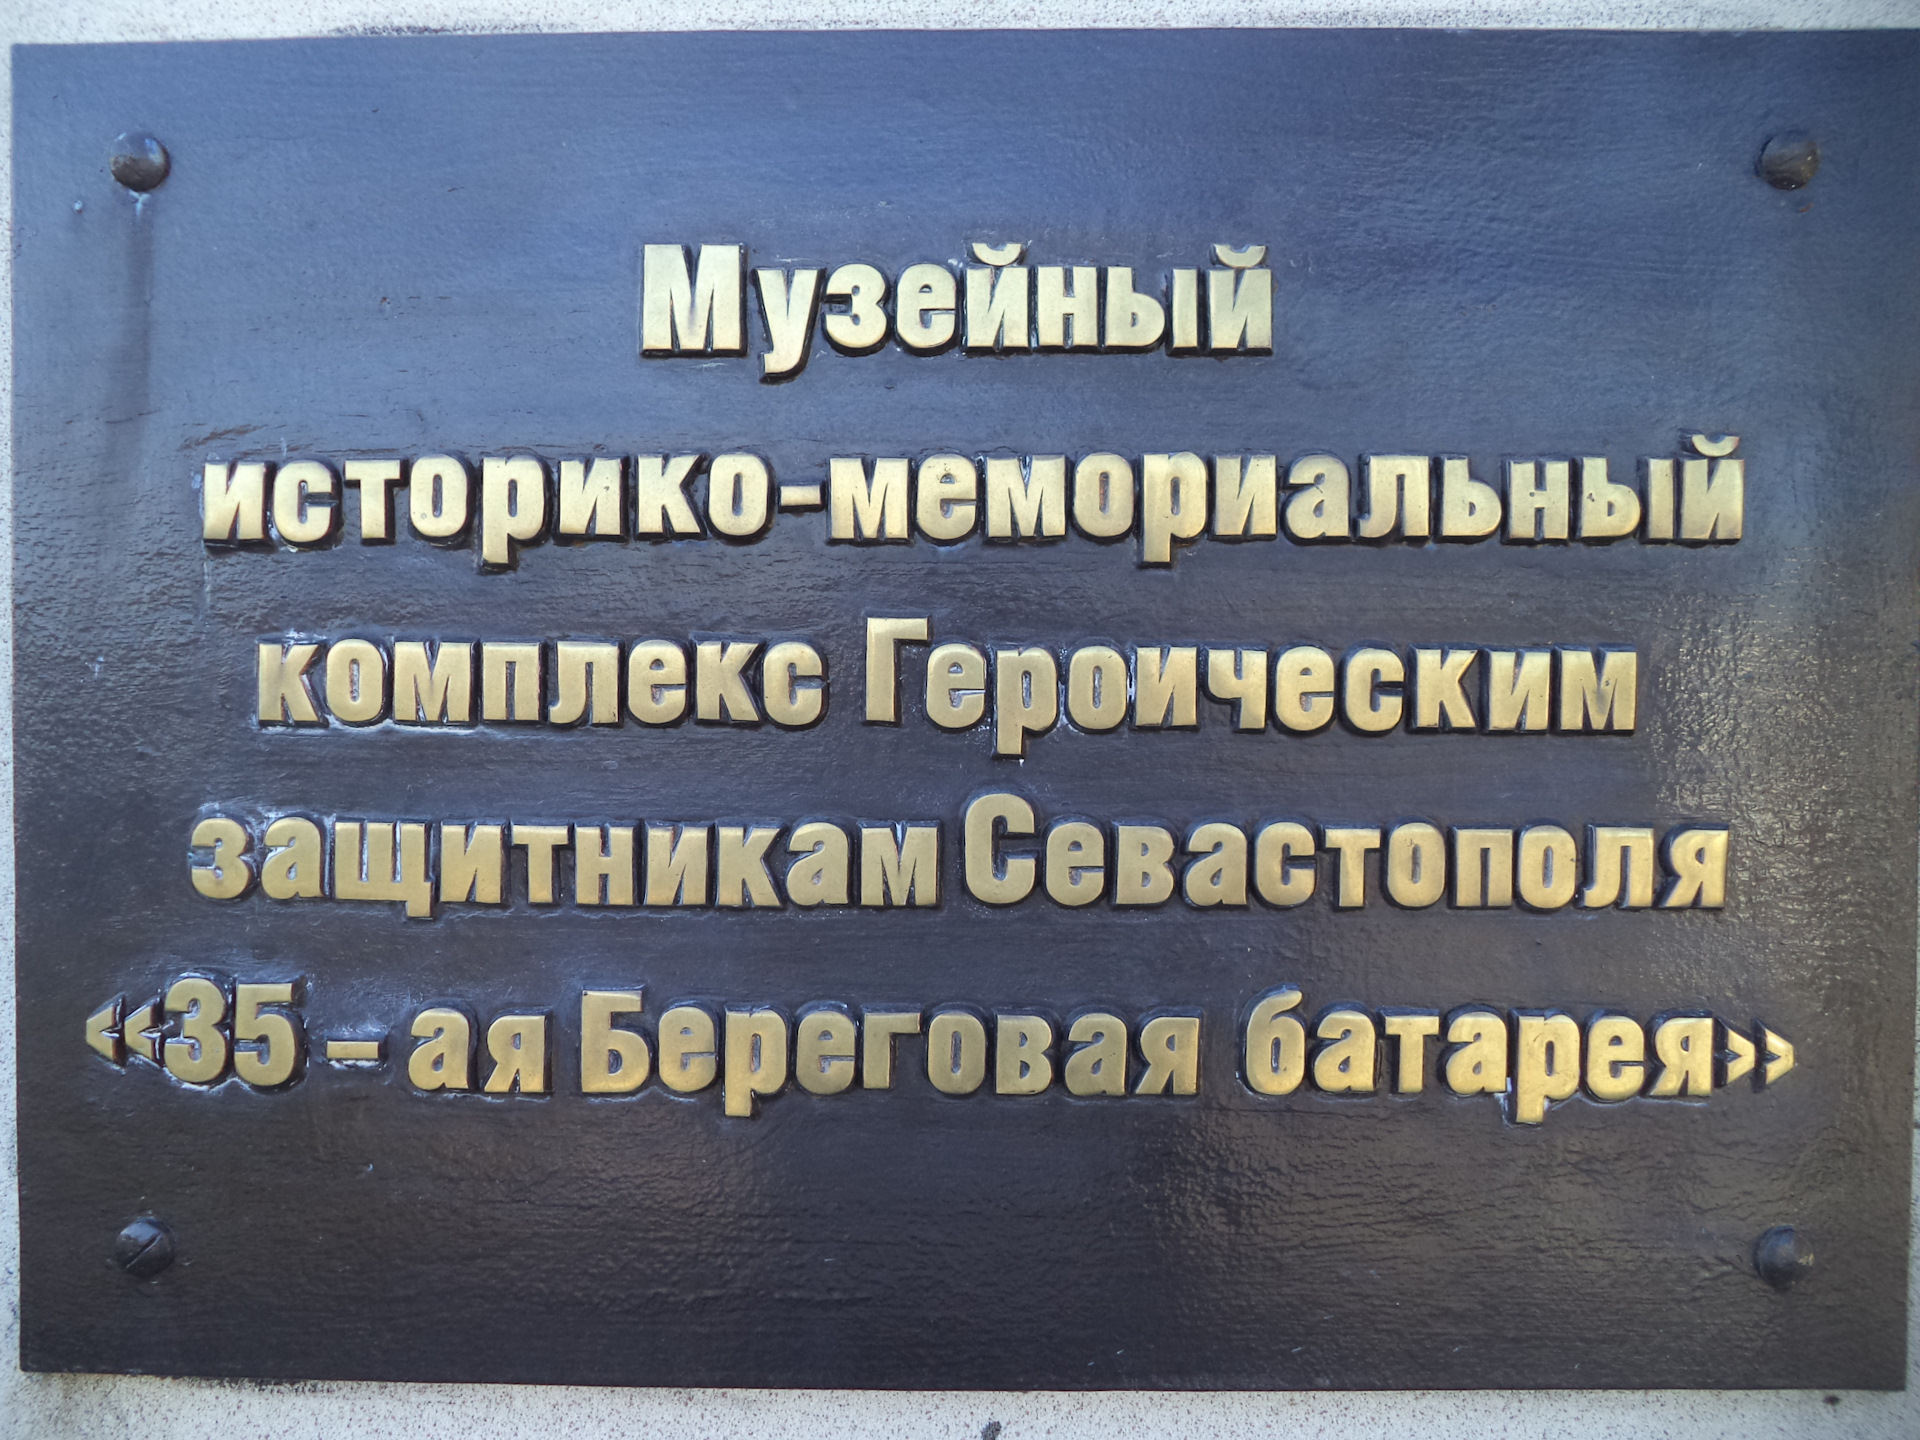 Музейный
историко-мемориальный
комплекс Героическим
защитникам Севастополя
«35 – ая Береговая батарея»